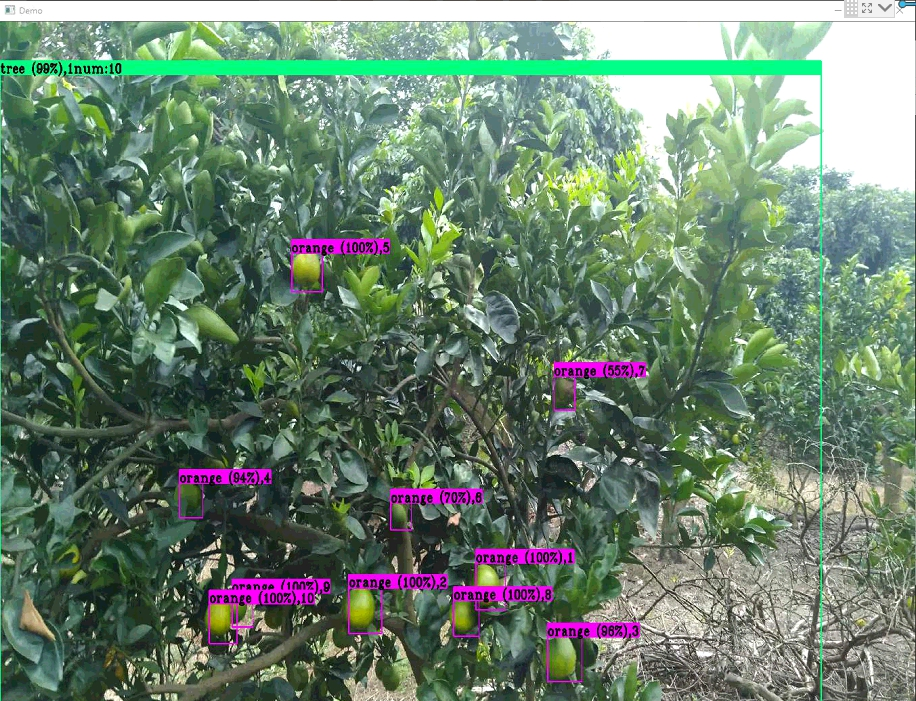 Demo
tree (99%),1num:10
orange (100%),5
orange (55%),7
orange (94%),4
orange (70%),6
orange (100%),1
orange (100%),2
orange (100%),9
orange (100%),10
orange (100%),8
orange (96%),3